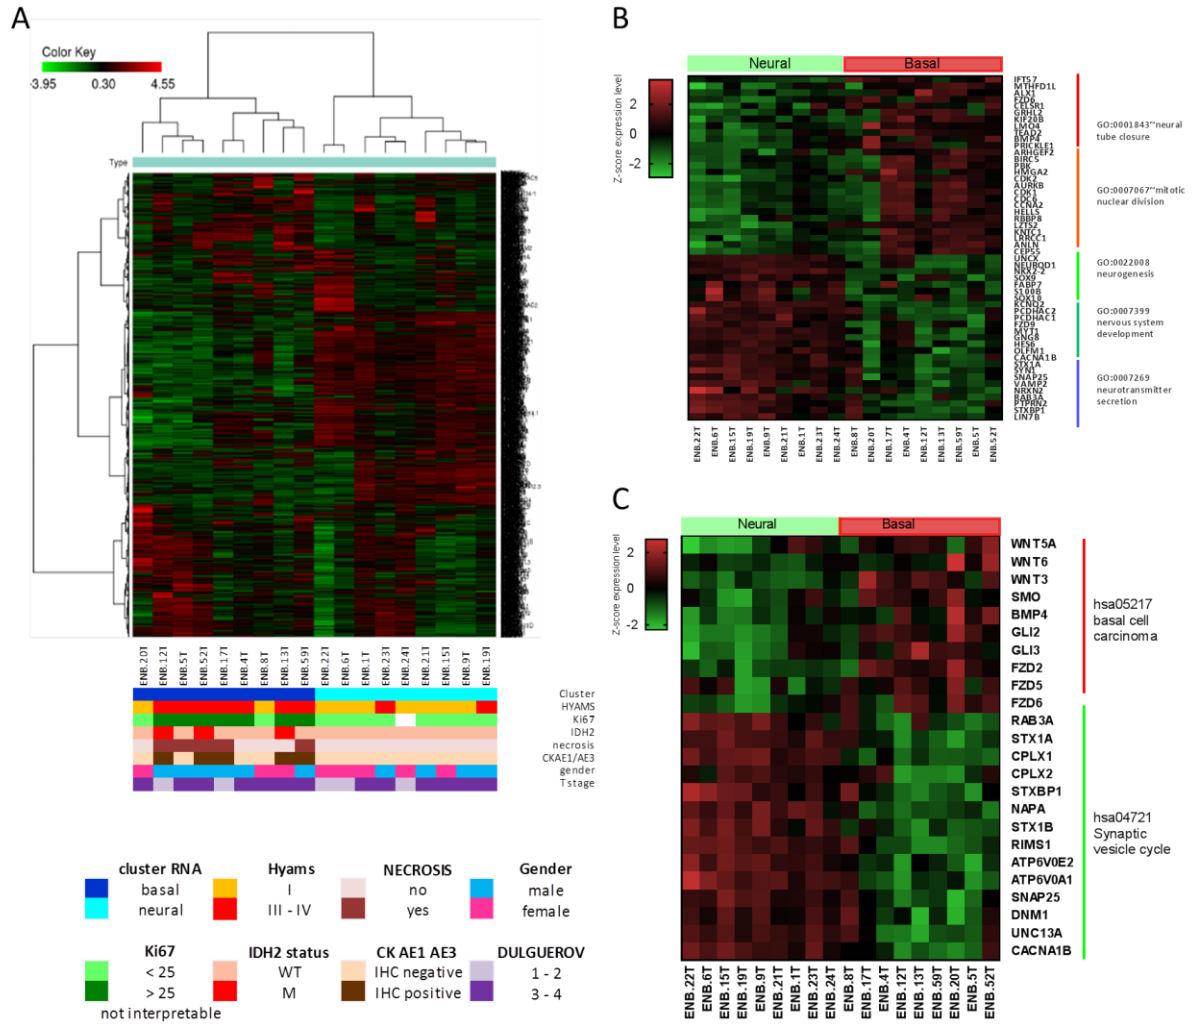 A
Color Key
-3.95 0.30 4.55
Type
ENB.20T
ENB.12T
ENB.5T
ENB.52T
ENB.17T
ENB.4T
ENB.8T
ENB.13T
ENB.59T
ENB.22T
ENB.6T
ENB.1T
ENB.23T
ENB.24T
ENB.21T
ENB.15T
ENB.9T
ENB.19T
Cluster
HYAMS
Ki67
IDH2
necrosis
CKAE1/AE3
gender
T stage
cluster RNA
basal
neural
Hyams
I
III - IV
NECROSIS
no
yes
Gender
male
female
Ki67
< 25
> 25
not interpretable
IDH2 status
WT
M
CK AE1 AE3
IHC negative
IHC positive
DULGUEROV
1 - 2
3 - 4
B
Neural Basal
Z-score expression level
2
0
-2
IFT57
MTHFD1L
ALX1
FZD6
CELSR1
GRHL2
KIF20B
LMO4
TEAD2
BMP4
PRICKLE1
ARHGEF2
BIRC5
PBK
HMGA2
CDK2
AURKB
CDK1
CDC6
CCNA2
HELLS
RBBP8
LZTS2
KNTC1
LRRCC1
ANLN
CEP55
UNCX
NEUROD1
NKX2-2
SOX9
FABP7
S100B
SOX10
KCNQ2
PCDHAC2
PCDHAC1
FZD9
MYT1
GNG8
HES6
OLFM1
CACNA1B
STX1A
SYN1
SNAP25
VAMP2
NRXN2
RAB3A
PTPRN2
STXBP1
LIN7B
GO:0001843~neural
tube closure
GO:0007067~mitotic
nuclear division
GO:0022008
neurogenesis
GO:0007399
nervous system
development
GO:0007269
neurotransmitter
secretion
ENB.22T
ENB.6T
ENB.15T
ENB.19T
ENB.9T
ENB.21T
ENB.1T
ENB.23T
ENB.24T
ENB.8T
ENB.20T
ENB.17T
ENB.4T
ENB.12T
ENB.13T
ENB.59T
ENB.5T
ENB.52T
C
Neural Basal
Z-score expression level
2
0
-2
WNT5A
WNT6
WNT3
SMO
BMP4
GLI2
GLI3
FZD2
FZD5
FZD6
RAB3A
STX1A
CPLX1
CPLX2
STXBP1
NAPA
STX1B
RIMS1
ATP6V0E2
ATP6V0A1
SNAP25
DNM1
UNC13A
CACNA1B
hsa05217
basal cell
carcinoma
hsa04721
Synaptic
vesicle cycle
ENB.22T
ENB.6T
ENB.15T
ENB.19T
ENB.9T
ENB.21T
ENB.1T
ENB.23T
ENB.24T
ENB.8T
ENB.17T
ENB.4T
ENB.12T
ENB.13T
ENB.59T
ENB.20T
ENB.5T
ENB.52T